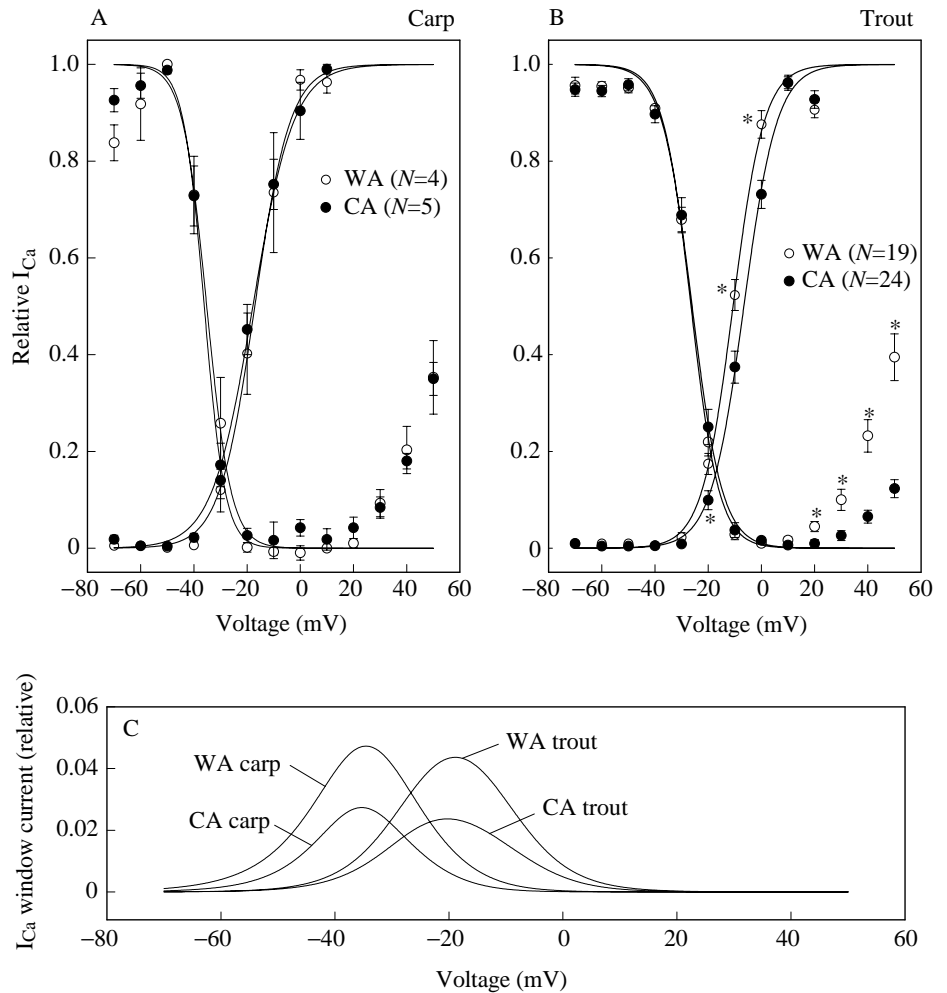 A Carp
1.0
0.8
0.6
0.4
0.2
0
Relative I_Ca
WA (N=4)
CA (N=5)
−80 −60 −40 −20 0 20 40 60
Voltage (mV)
B Trout
WA (N=19)
CA (N=24)
*
*
*
*
*
*
*
−80 −60 −40 −20 0 20 40 60
Voltage (mV)
C
0.06
0.04
0.02
0
I_Ca window current (relative)
WA carp
CA carp
WA trout
CA trout
−80 −60 −40 −20 0 20 40 60
Voltage (mV)